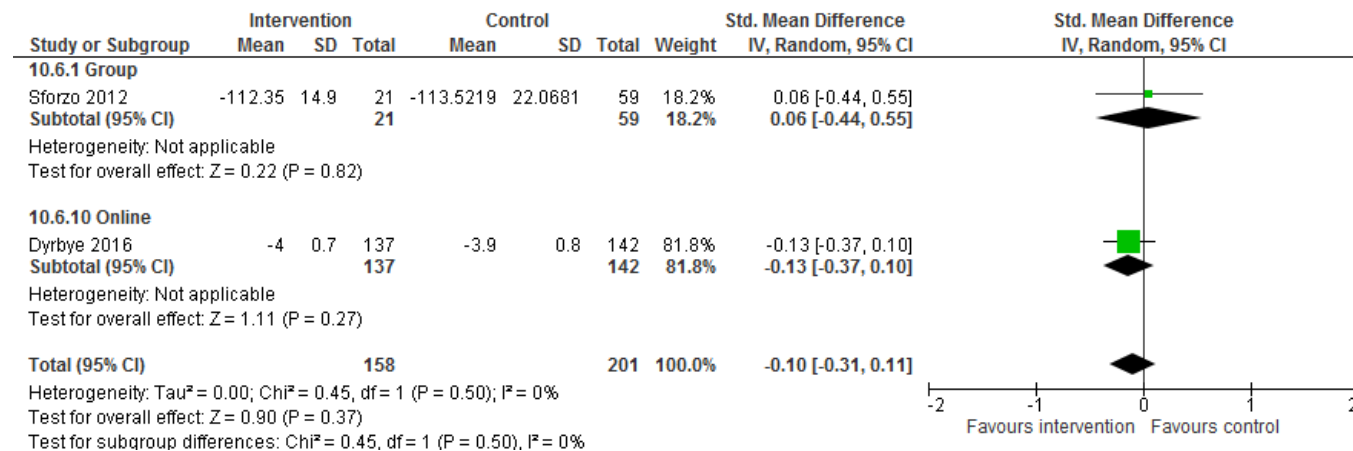 Intervention Control Std. Mean Difference Std. Mean Difference
Study or Subgroup Mean SD Total Mean SD Total Weight IV, Random, 95% CI IV, Random, 95% CI
10.6.1 Group
Sforzo 2012 -112.35 14.9 21 -113.5219 22.0681 59 18.2% 0.06 [-0.44, 0.55]
Subtotal (95% CI) 21 59 18.2% 0.06 [-0.44, 0.55]
Heterogeneity: Not applicable
Test for overall effect: Z = 0.22 (P = 0.82)
10.6.10 Online
Dyrbye 2016 -4 0.7 137 -3.9 0.8 142 81.8% -0.13 [-0.37, 0.10]
Subtotal (95% CI) 137 142 81.8% -0.13 [-0.37, 0.10]
Heterogeneity: Not applicable
Test for overall effect: Z = 1.11 (P = 0.27)
Total (95% CI) 158 201 100.0% -0.10 [-0.31, 0.11]
Heterogeneity: Tau² = 0.00; Chi² = 0.45, df = 1 (P = 0.50); I² = 0%
Test for overall effect: Z = 0.90 (P = 0.37)
Test for subgroup differences: Chi² = 0.45, df = 1 (P = 0.50), I² = 0%
-2 -1 0 1 2
Favours intervention Favours control